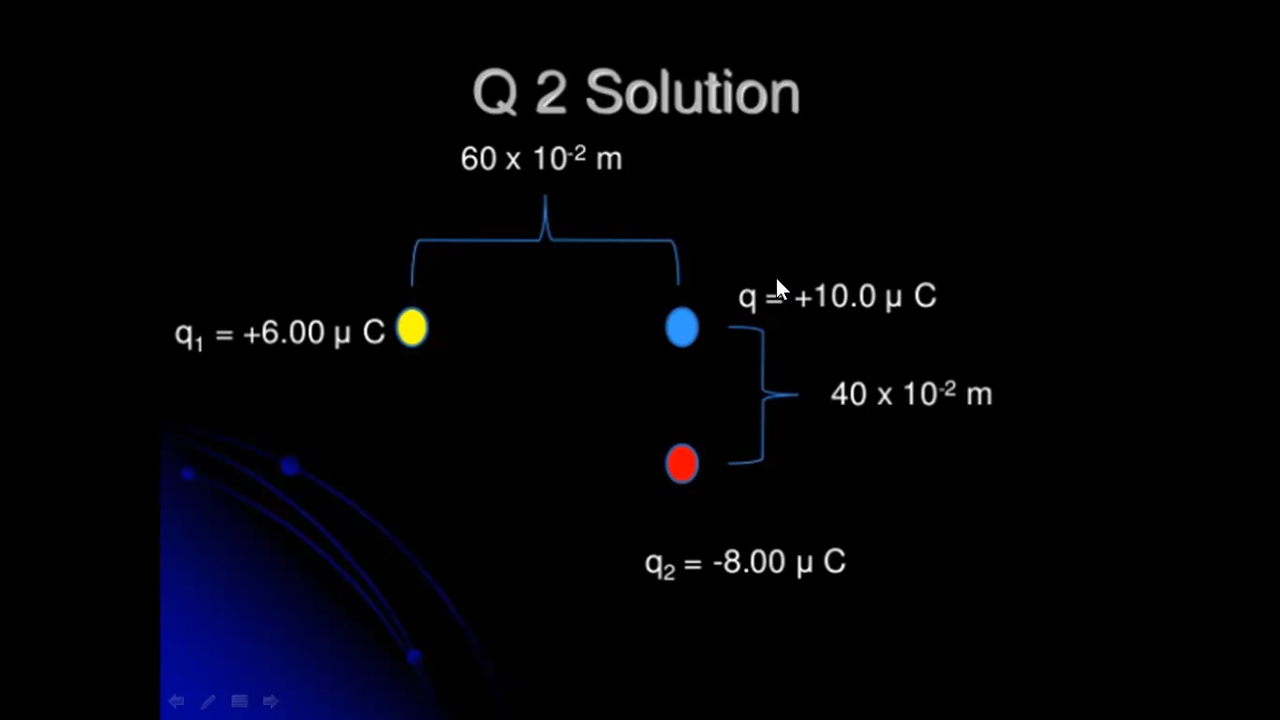 Q 2 Solution
60 x 10⁻² m
q = +10.0 µ C
q₁ = +6.00 µ C
40 x 10⁻² m
q₂ = -8.00 µ C